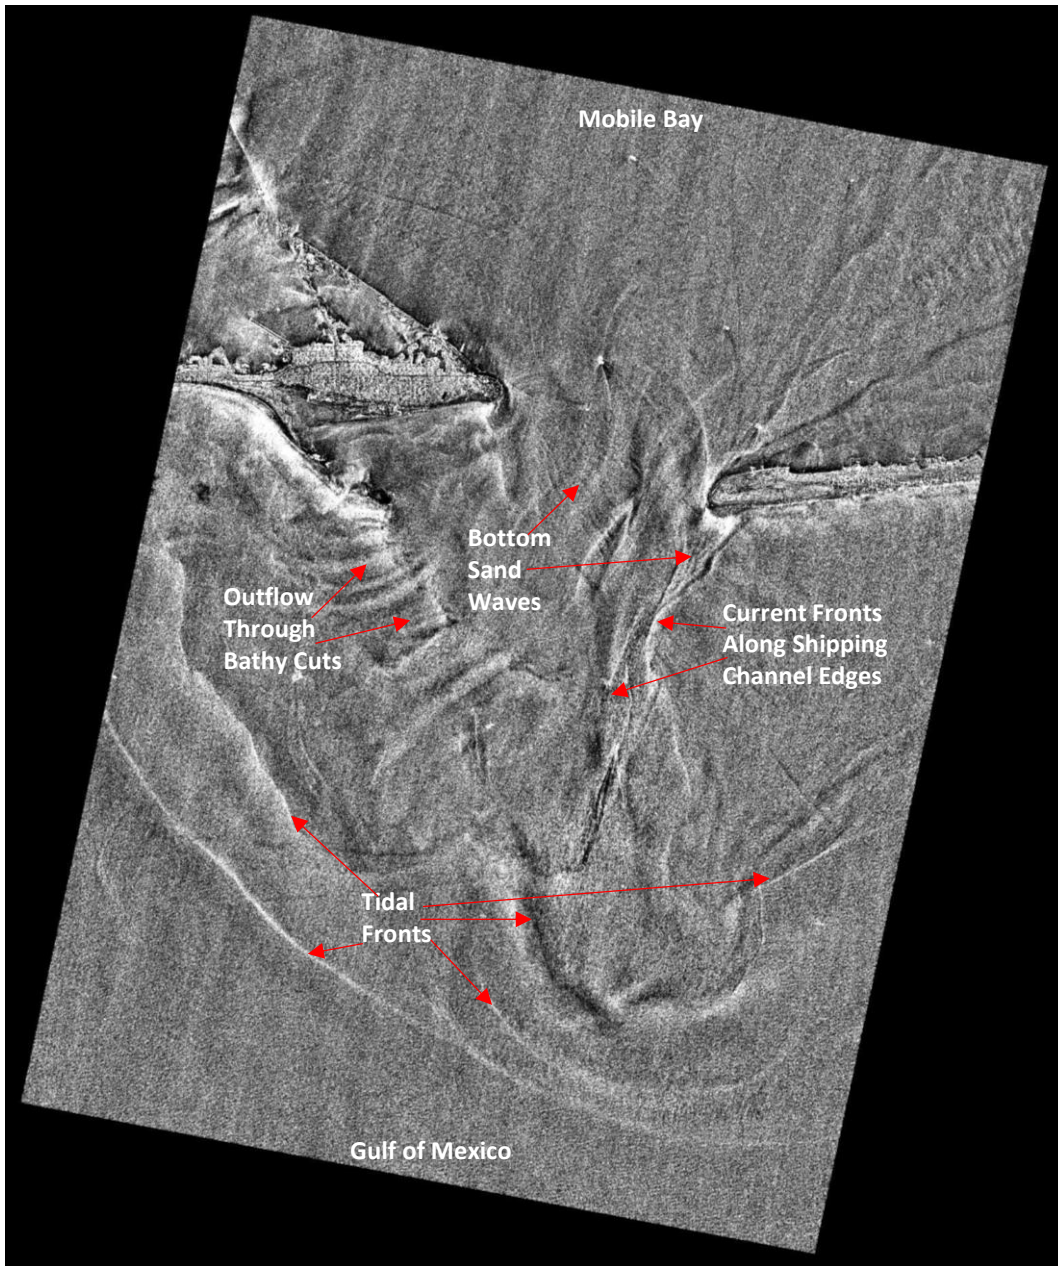 Mobile Bay
Bottom
Sand
Waves
Outflow
Through
Bathy Cuts
Current Fronts
Along Shipping
Channel Edges
Tidal
Fronts
Gulf of Mexico